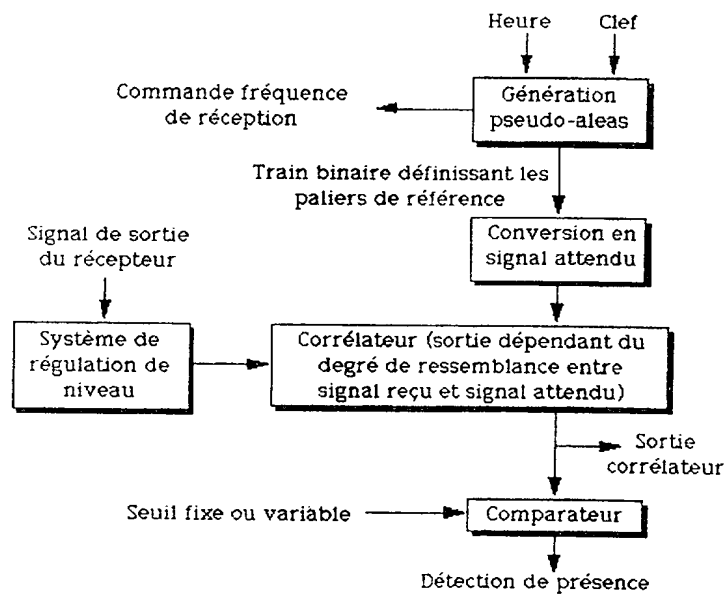 Heure
Clef
Commande fréquence
de réception
Génération
pseudo-aleas
Train binaire définissant les
paliers de référence
Signal de sortie
du récepteur
Conversion en
signal attendu
Système de
régulation de
niveau
Corrélateur (sortie dépendant du
degré de ressemblance entre
signal reçu et signal attendu)
Sortie
corrélateur
Seuil fixe ou variable
Comparateur
Détection de présence